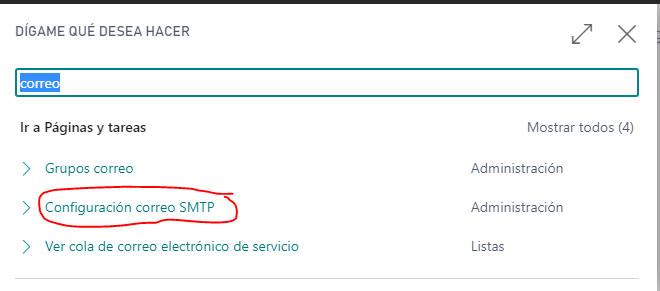 DÍGAME QUÉ DESEA HACER
correo
Ir a Páginas y tareas Mostrar todos (4)
Grupos correo Administración
Configuración correo SMTP Administración
Ver cola de correo electrónico de servicio Listas